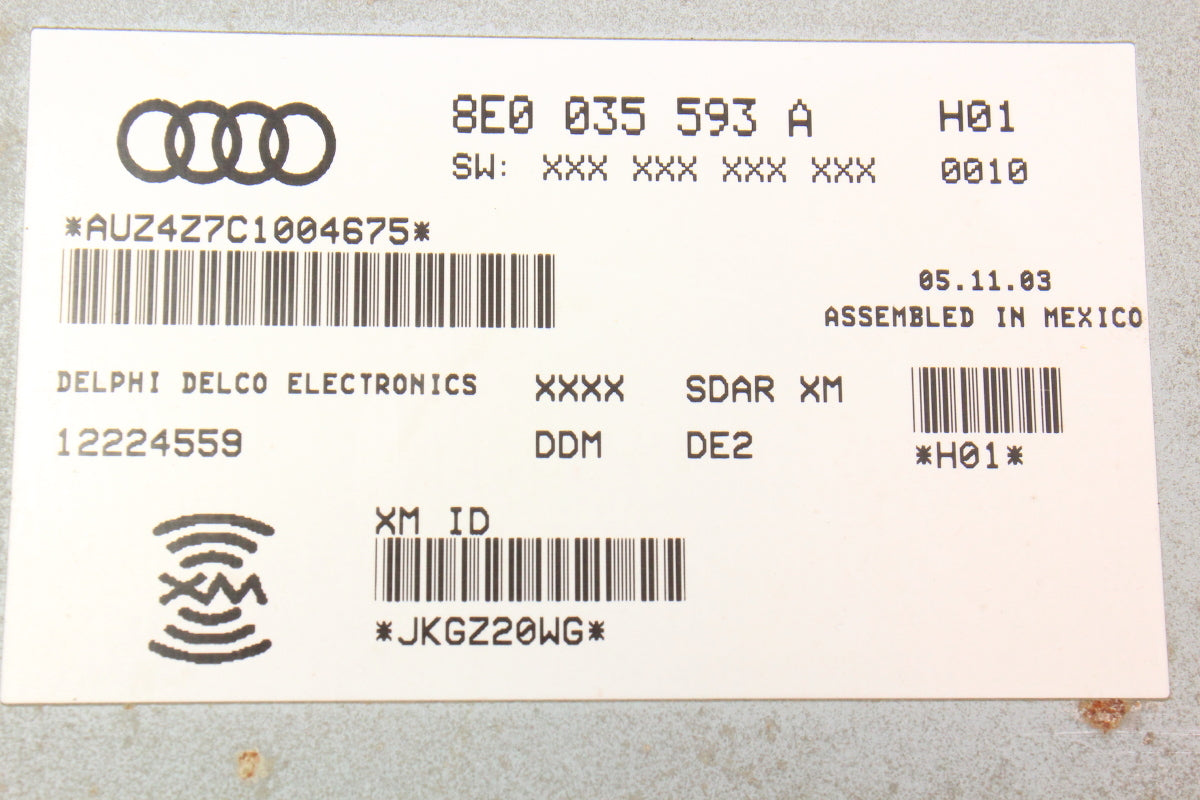 8E0 035 593 A H01
SW: XXX XXX XXX XXX 0010
*AUZ4Z7C1004675*
05.11.03
ASSEMBLED IN MEXICO
DELPHI DELCO ELECTRONICS XXXX SDAR XM
12224559 DDM DE2
*H01*
XM ID
XM
*JKGZ20WG*